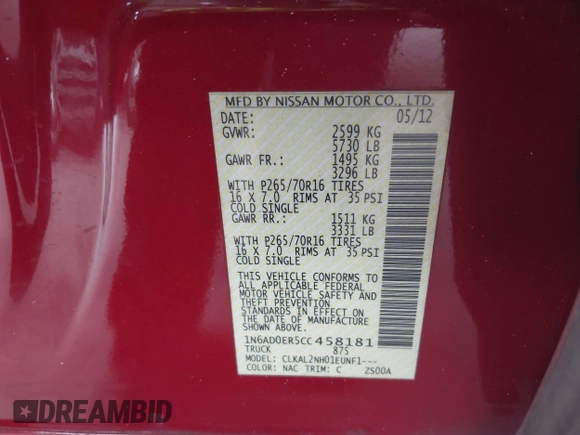 MFD BY NISSAN MOTOR CO., LTD.
DATE: 05/12
GVWR: 2599 KG
5730 LB
GAWR FR.: 1495 KG
3296 LB
WITH P265/70R16 TIRES
16 X 7.0 RIMS AT 35 PSI
COLD SINGLE
GAWR RR.: 1511 KG
3331 LB
WITH P265/70R16 TIRES
16 X 7.0 RIMS AT 35 PSI
COLD SINGLE
THIS VEHICLE CONFORMS TO
ALL APPLICABLE FEDERAL
MOTOR VEHICLE SAFETY AND
THEFT PREVENTION
STANDARDS IN EFFECT ON
THE DATE OF MANUFACTURE
1N6AD0ER5CC458181
TRUCK 875
MODEL: CLKAL2NH01EUNF1---
COLOR: NAC TRIM: C 2S00A
DREAMBID